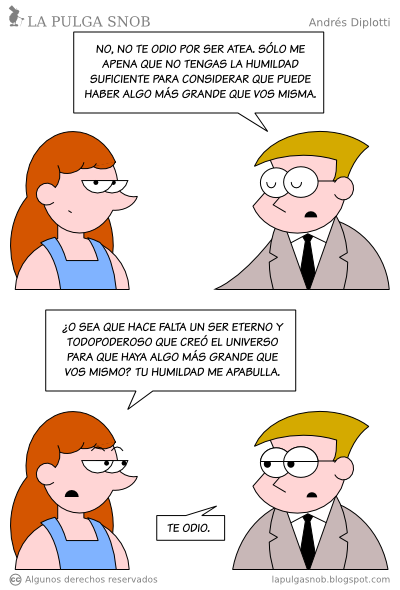 LA PULGA SNOB
Andrés Diplotti
NO, NO TE ODIO POR SER ATEA. SÓLO ME
APENA QUE NO TENGAS LA HUMILDAD
SUFICIENTE PARA CONSIDERAR QUE PUEDE
HABER ALGO MÁS GRANDE QUE VOS MISMA.
¿O SEA QUE HACE FALTA UN SER ETERNO Y
TODOPODEROSO QUE CREÓ EL UNIVERSO
PARA QUE HAYA ALGO MÁS GRANDE QUE
VOS MISMO? TU HUMILDAD ME APABULLA.
TE ODIO.
cc Algunos derechos reservados
lapulgasnob.blogspot.com